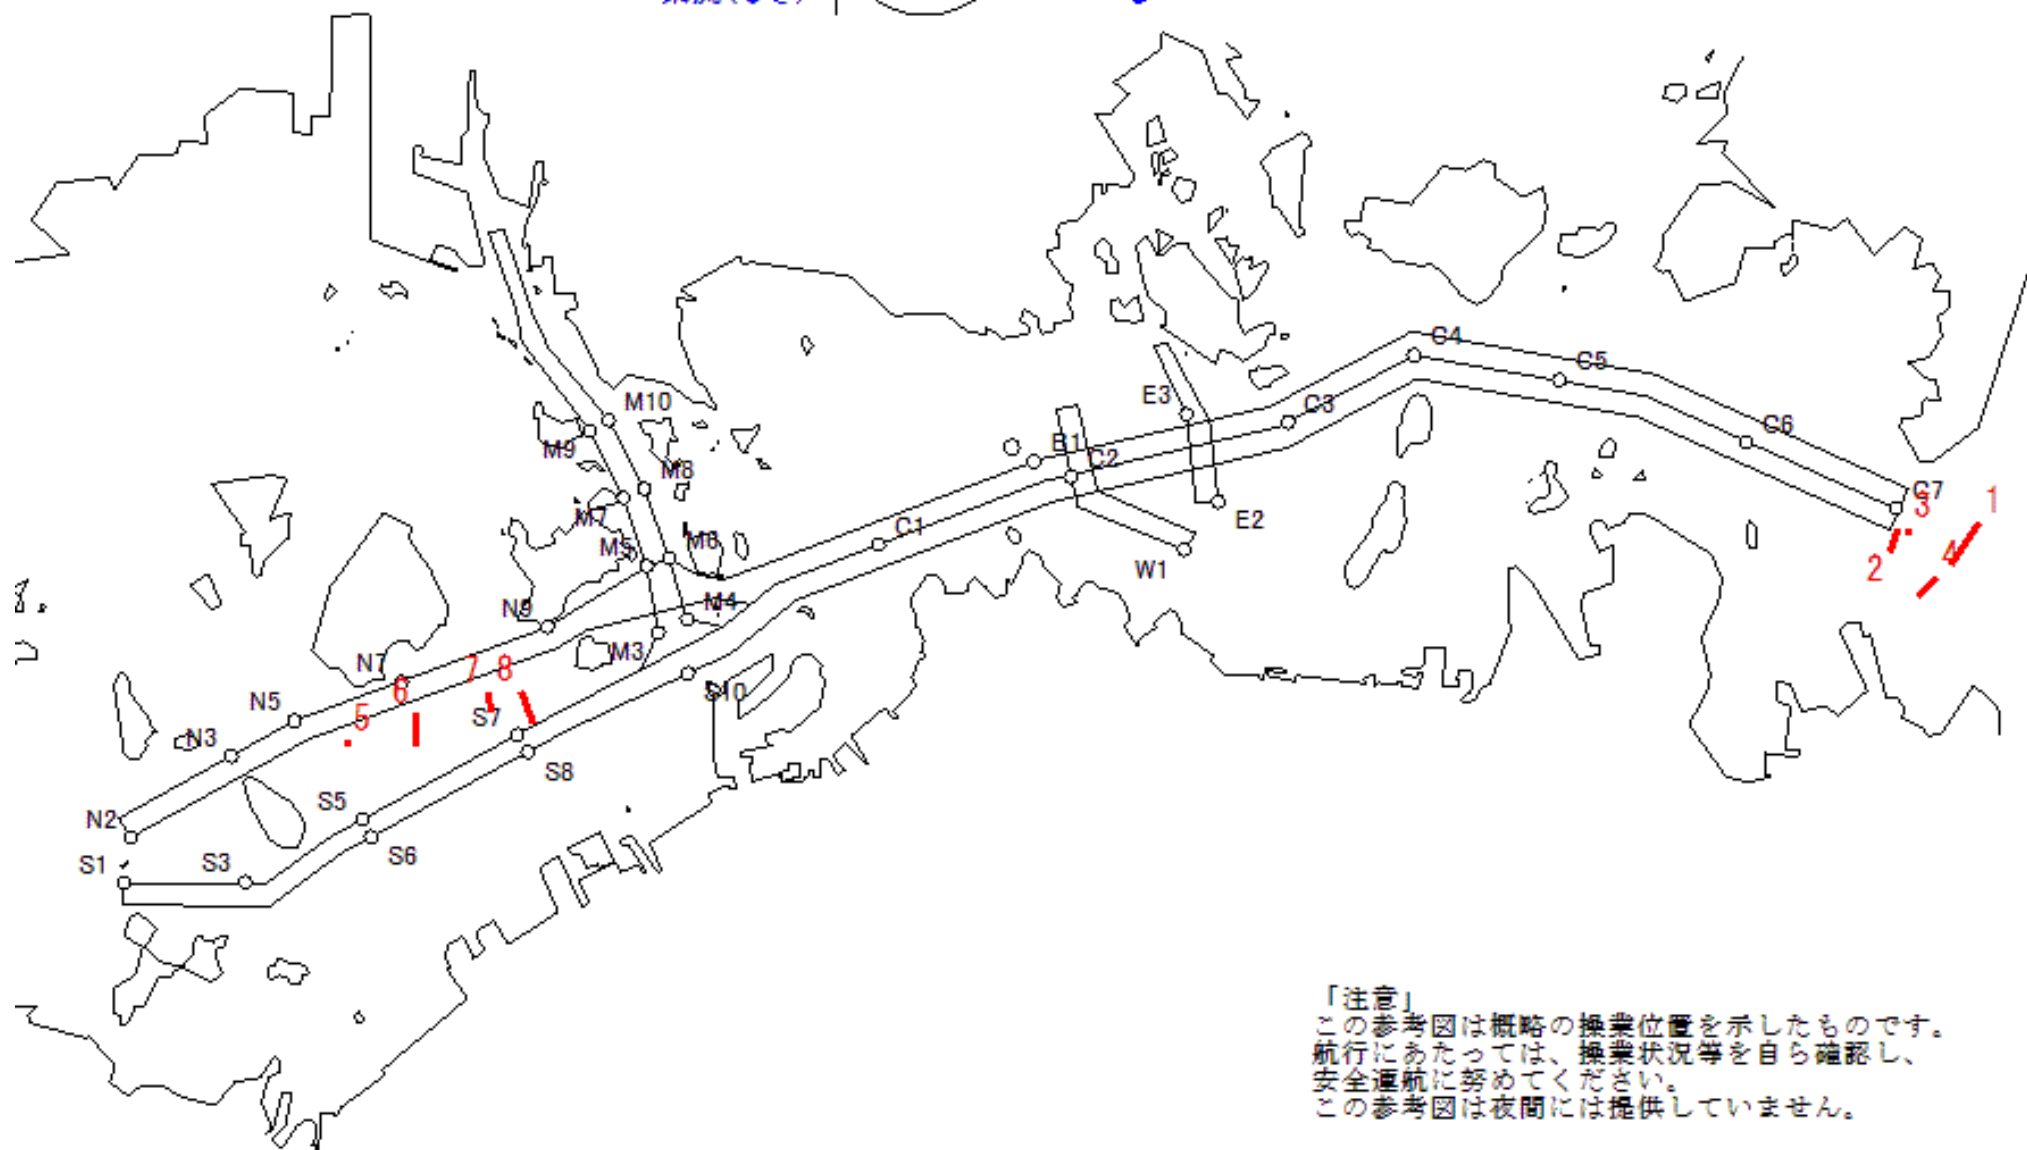 C4
C5
M10
E3
C3
B1
C6
M9
M8
C2
C7
3
1
M7
E2
C1
M5
M6
W1
2
4
N9
M4
N7
M3
7
8
6
S10
N5
5
S7
N3
S8
S5
N2
S6
S1
S3
「注意」
この参考図は概略の操業位置を示したものです。
航行にあたっては、操業状況等を自ら確認し、
安全運航に努めてください。
この参考図は夜間には提供していません。